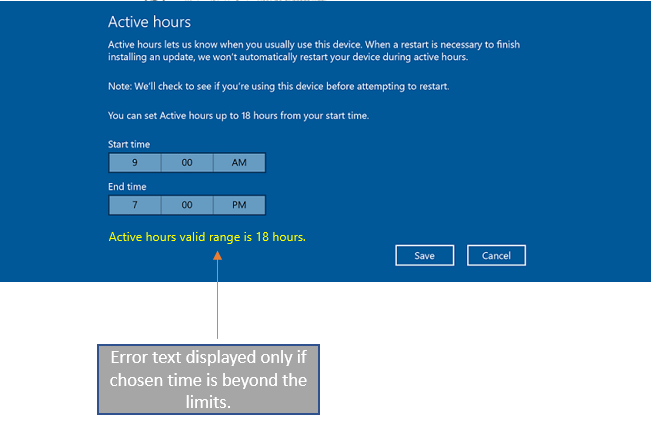 Active hours
Active hours lets us know when you usually use this device. When a restart is necessary to finish
installing an update, we won't automatically restart your device during active hours.
Note: We'll check to see if you're using this device before attempting to restart.
You can set Active hours up to 18 hours from your start time.
Start time
9 00 AM
End time
7 00 PM
Active hours valid range is 18 hours.
Save Cancel
Error text displayed only if
chosen time is beyond the
limits.